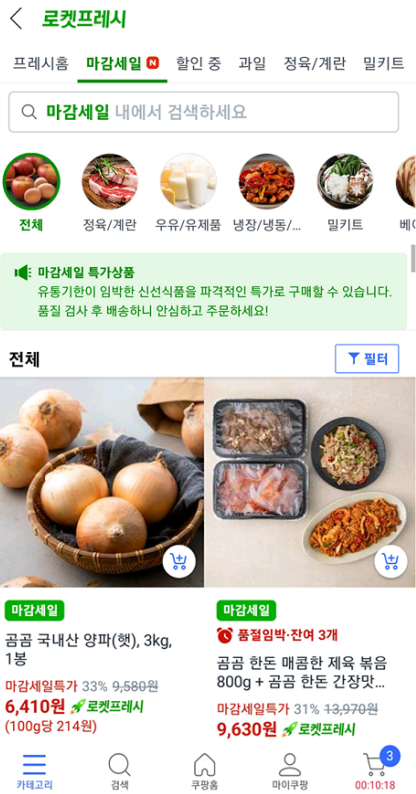 로켓프레시
프레시홈 마감세일 N 할인 중 과일 정육/계란 밀키트
마감세일 내에서 검색하세요
전체 정육/계란 우유/유제품 냉장/냉동/... 밀키트 베이
마감세일 특가상품
유통기한이 임박한 신선식품을 파격적인 특가로 구매할 수 있습니다.
품질 검사 후 배송하니 안심하고 주문하세요!
전체 필터
마감세일
곰곰 국내산 양파(햇), 3kg,
1봉
마감세일특가 33% 9,580원
6,410원 로켓프레시
(100g당 214원)
마감세일
품절임박·잔여 3개
곰곰 한돈 매콤한 제육 볶음
800g + 곰곰 한돈 간장맛...
마감세일특가 31% 13,970원
9,630원 로켓프레시
3
카테고리 검색 쿠팡홈 마이쿠팡 00:10:18